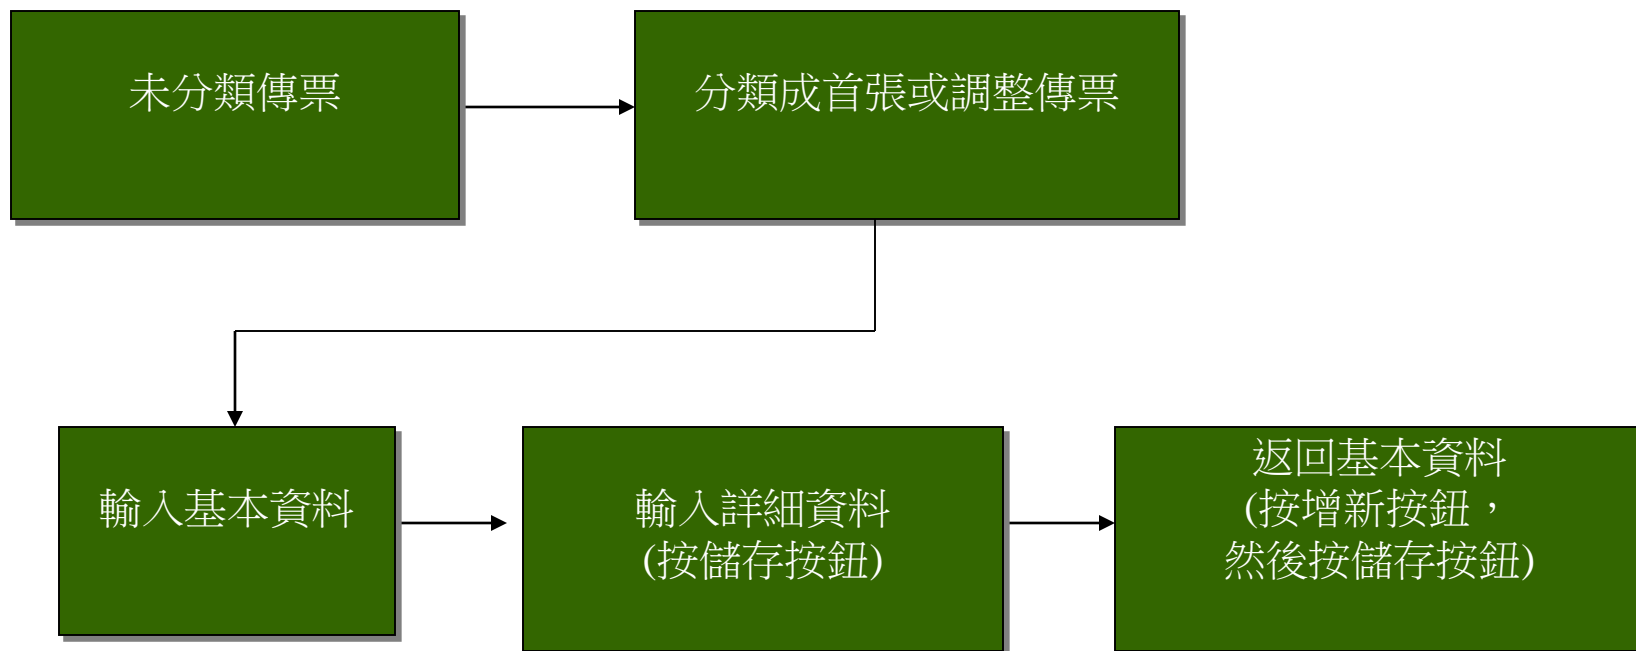 未分類傳票
分類成首張或調整傳票
輸入基本資料
輸入詳細資料
(按儲存按鈕)
返回基本資料
(按增新按鈕，
然後按儲存按鈕)